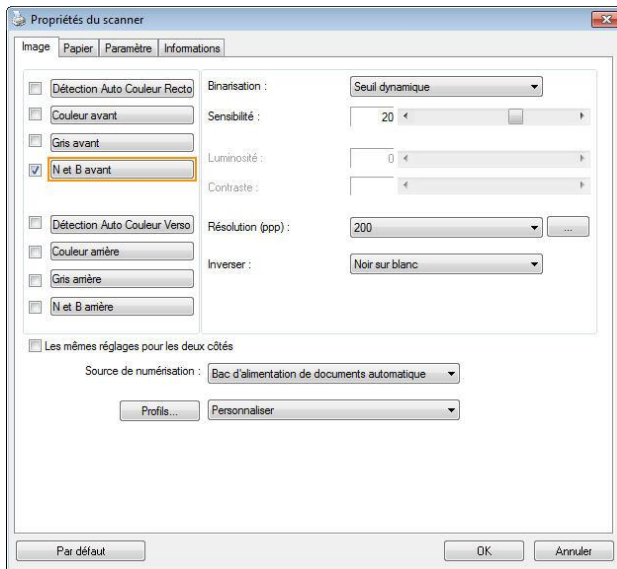 Propriétés du scanner
Image Papier Paramètre Informations
Détection Auto Couleur Recto
Couleur avant
Gris avant
N et B avant
Détection Auto Couleur Verso
Couleur arrière
Gris arrière
N et B arrière
Binarisation : Seuil dynamique
Sensibilité : 20
Luminosité : 0
Contraste :
Résolution (ppp) : 200 ...
Inverser : Noir sur blanc
Les mêmes réglages pour les deux côtés
Source de numérisation : Bac d'alimentation de documents automatique
Profils... Personnaliser
Par défaut OK Annuler